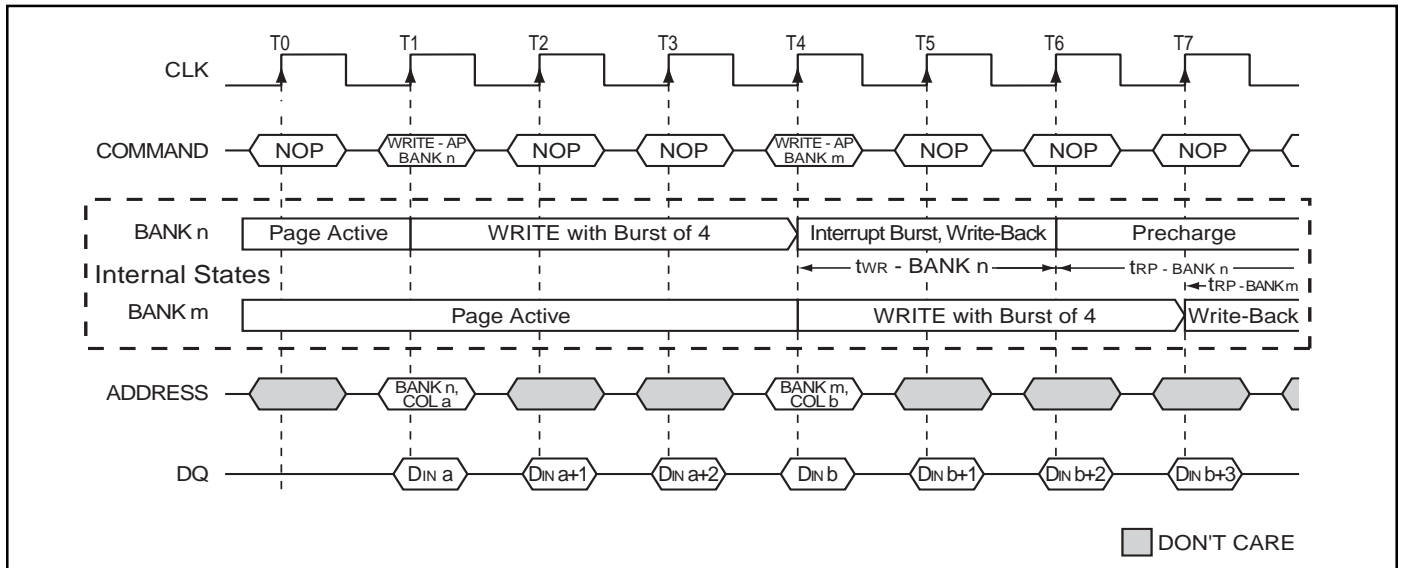 T0 T1 T2 T3 T4 T5 T6 T7
CLK
COMMAND NOP WRITE - AP BANK n NOP NOP WRITE - AP BANK m NOP NOP NOP
BANK n Page Active WRITE with Burst of 4 Interrupt Burst, Write-Back Precharge
tWR - BANK n tRP - BANK n
Internal States
tRP - BANK m
BANK m Page Active WRITE with Burst of 4 Write-Back
ADDRESS BANK n, COL a BANK m, COL b
DQ DIN a DIN a+1 DIN a+2 DIN b DIN b+1 DIN b+2 DIN b+3
DON'T CARE